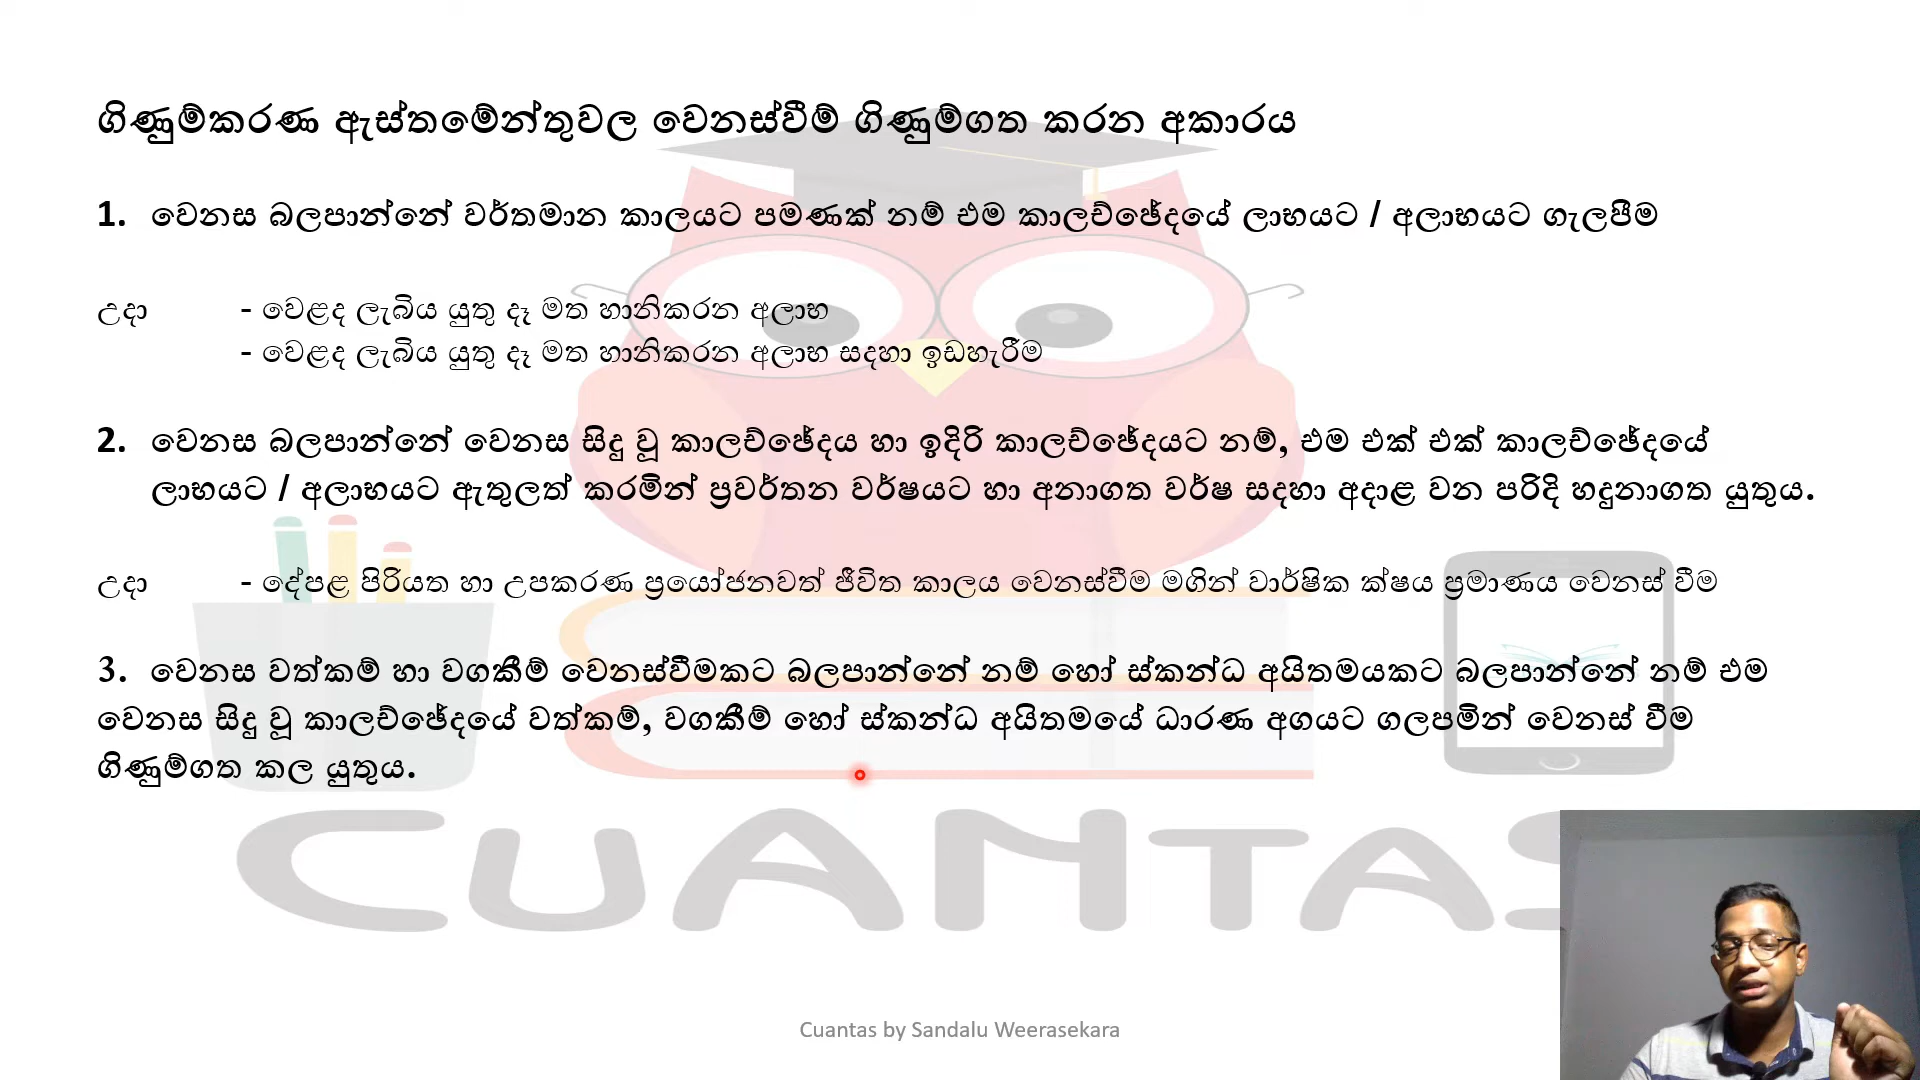 ගිණුම්කරණ ඇස්තමේන්තුවල වෙනස්වීම් ගිණුම්ගත කරන අකාරය
1. වෙනස බලපාන්නේ වර්තමාන කාලයට පමණක් නම් එම කාලච්ඡේදයේ ලාභයට / අලාභයට ගැලපීම
උදා - වෙළඳ ලැබිය යුතු දෑ මත හානිකරන අලාභ
- වෙළඳ ලැබිය යුතු දෑ මත හානිකරන අලාභ සදහා ඉඩහැරීම
2. වෙනස බලපාන්නේ වෙනස සිදු වූ කාලච්ඡේදය හා ඉදිරි කාලච්ඡේදයට නම්, එම එක් එක් කාලච්ඡේදයේ
ලාභයට / අලාභයට ඇතුලත් කරමින් ප්‍රවර්තන වර්ෂයට හා අනාගත වර්ෂ සදහා අදාළ වන පරිදි හදුනාගත යුතුය.
උදා - දේපළ පිරියත හා උපකරණ ප්‍රයෝජනවත් ජීවිත කාලය වෙනස්වීම මගින් වාර්ෂික ක්ෂය ප්‍රමාණය වෙනස් වීම
3. වෙනස වත්කම් හා වගකීම් වෙනස්වීමකට බලපාන්නේ නම් හෝ ස්කන්ධ අයිතමයකට බලපාන්නේ නම් එම
වෙනස සිදු වූ කාලච්ඡේදයේ වත්කම්, වගකීම් හෝ ස්කන්ධ අයිතමයේ ධාරණ අගයට ගලපමින් වෙනස් වීම
ගිණුම්ගත කල යුතුය.
CUANTAS
Cuantas by Sandalu Weerasekara